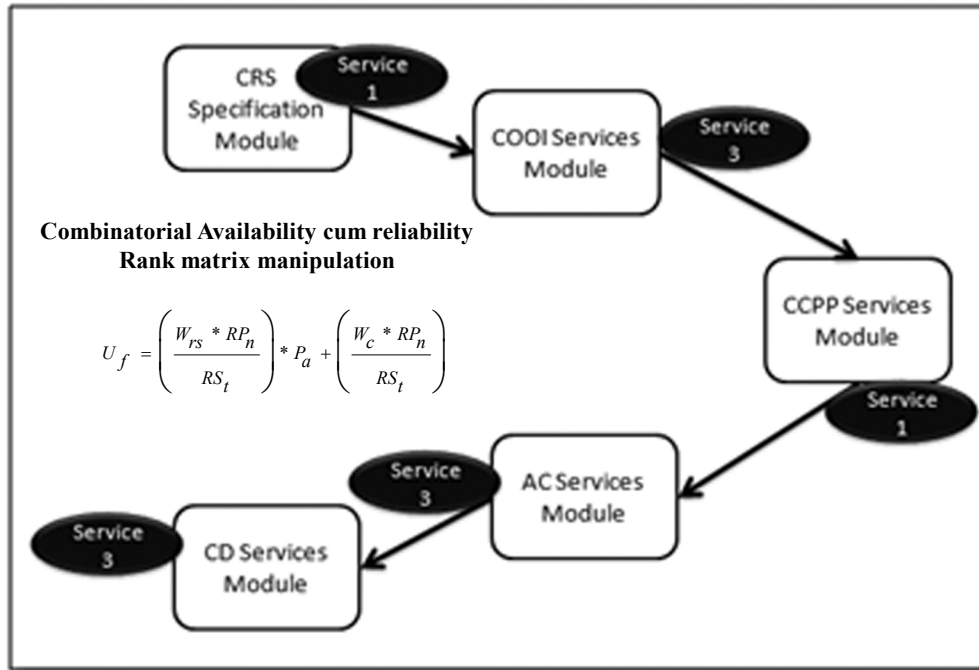 CRS
Specification
Module
Service
1
COOI Services
Module
Service
3
Combinatorial Availability cum reliability
Rank matrix manipulation
CCPP Services
Module
U_f = ( W_rs * RP_n / RS_t ) * P_a + ( W_c * RP_n / RS_t )
Service
1
AC Services
Module
Service
3
CD Services
Module
Service
3